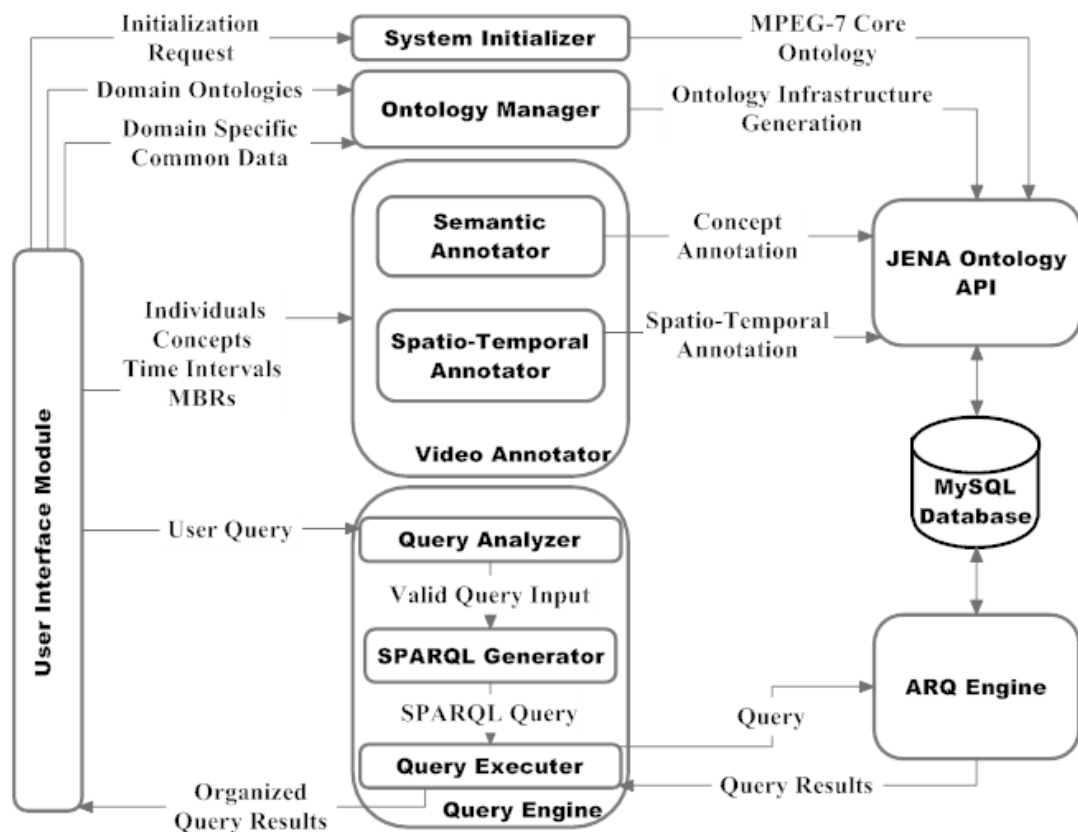 Initialization
Request
System Initializer
MPEG-7 Core
Ontology
Domain Ontologies
Domain Specific
Common Data
Ontology Manager
Ontology Infrastructure
Generation
Semantic
Annotator
Concept
Annotation
JENA Ontology
API
Individuals
Concepts
Time Intervals
MBRs
Spatio-Temporal
Annotator
Spatio-Temporal
Annotation
Video Annotator
MySQL
Database
User Interface Module
User Query
Query Analyzer
Valid Query Input
SPARQL Generator
SPARQL Query
Query Executer
Query Engine
Query
ARQ Engine
Query Results
Organized
Query Results